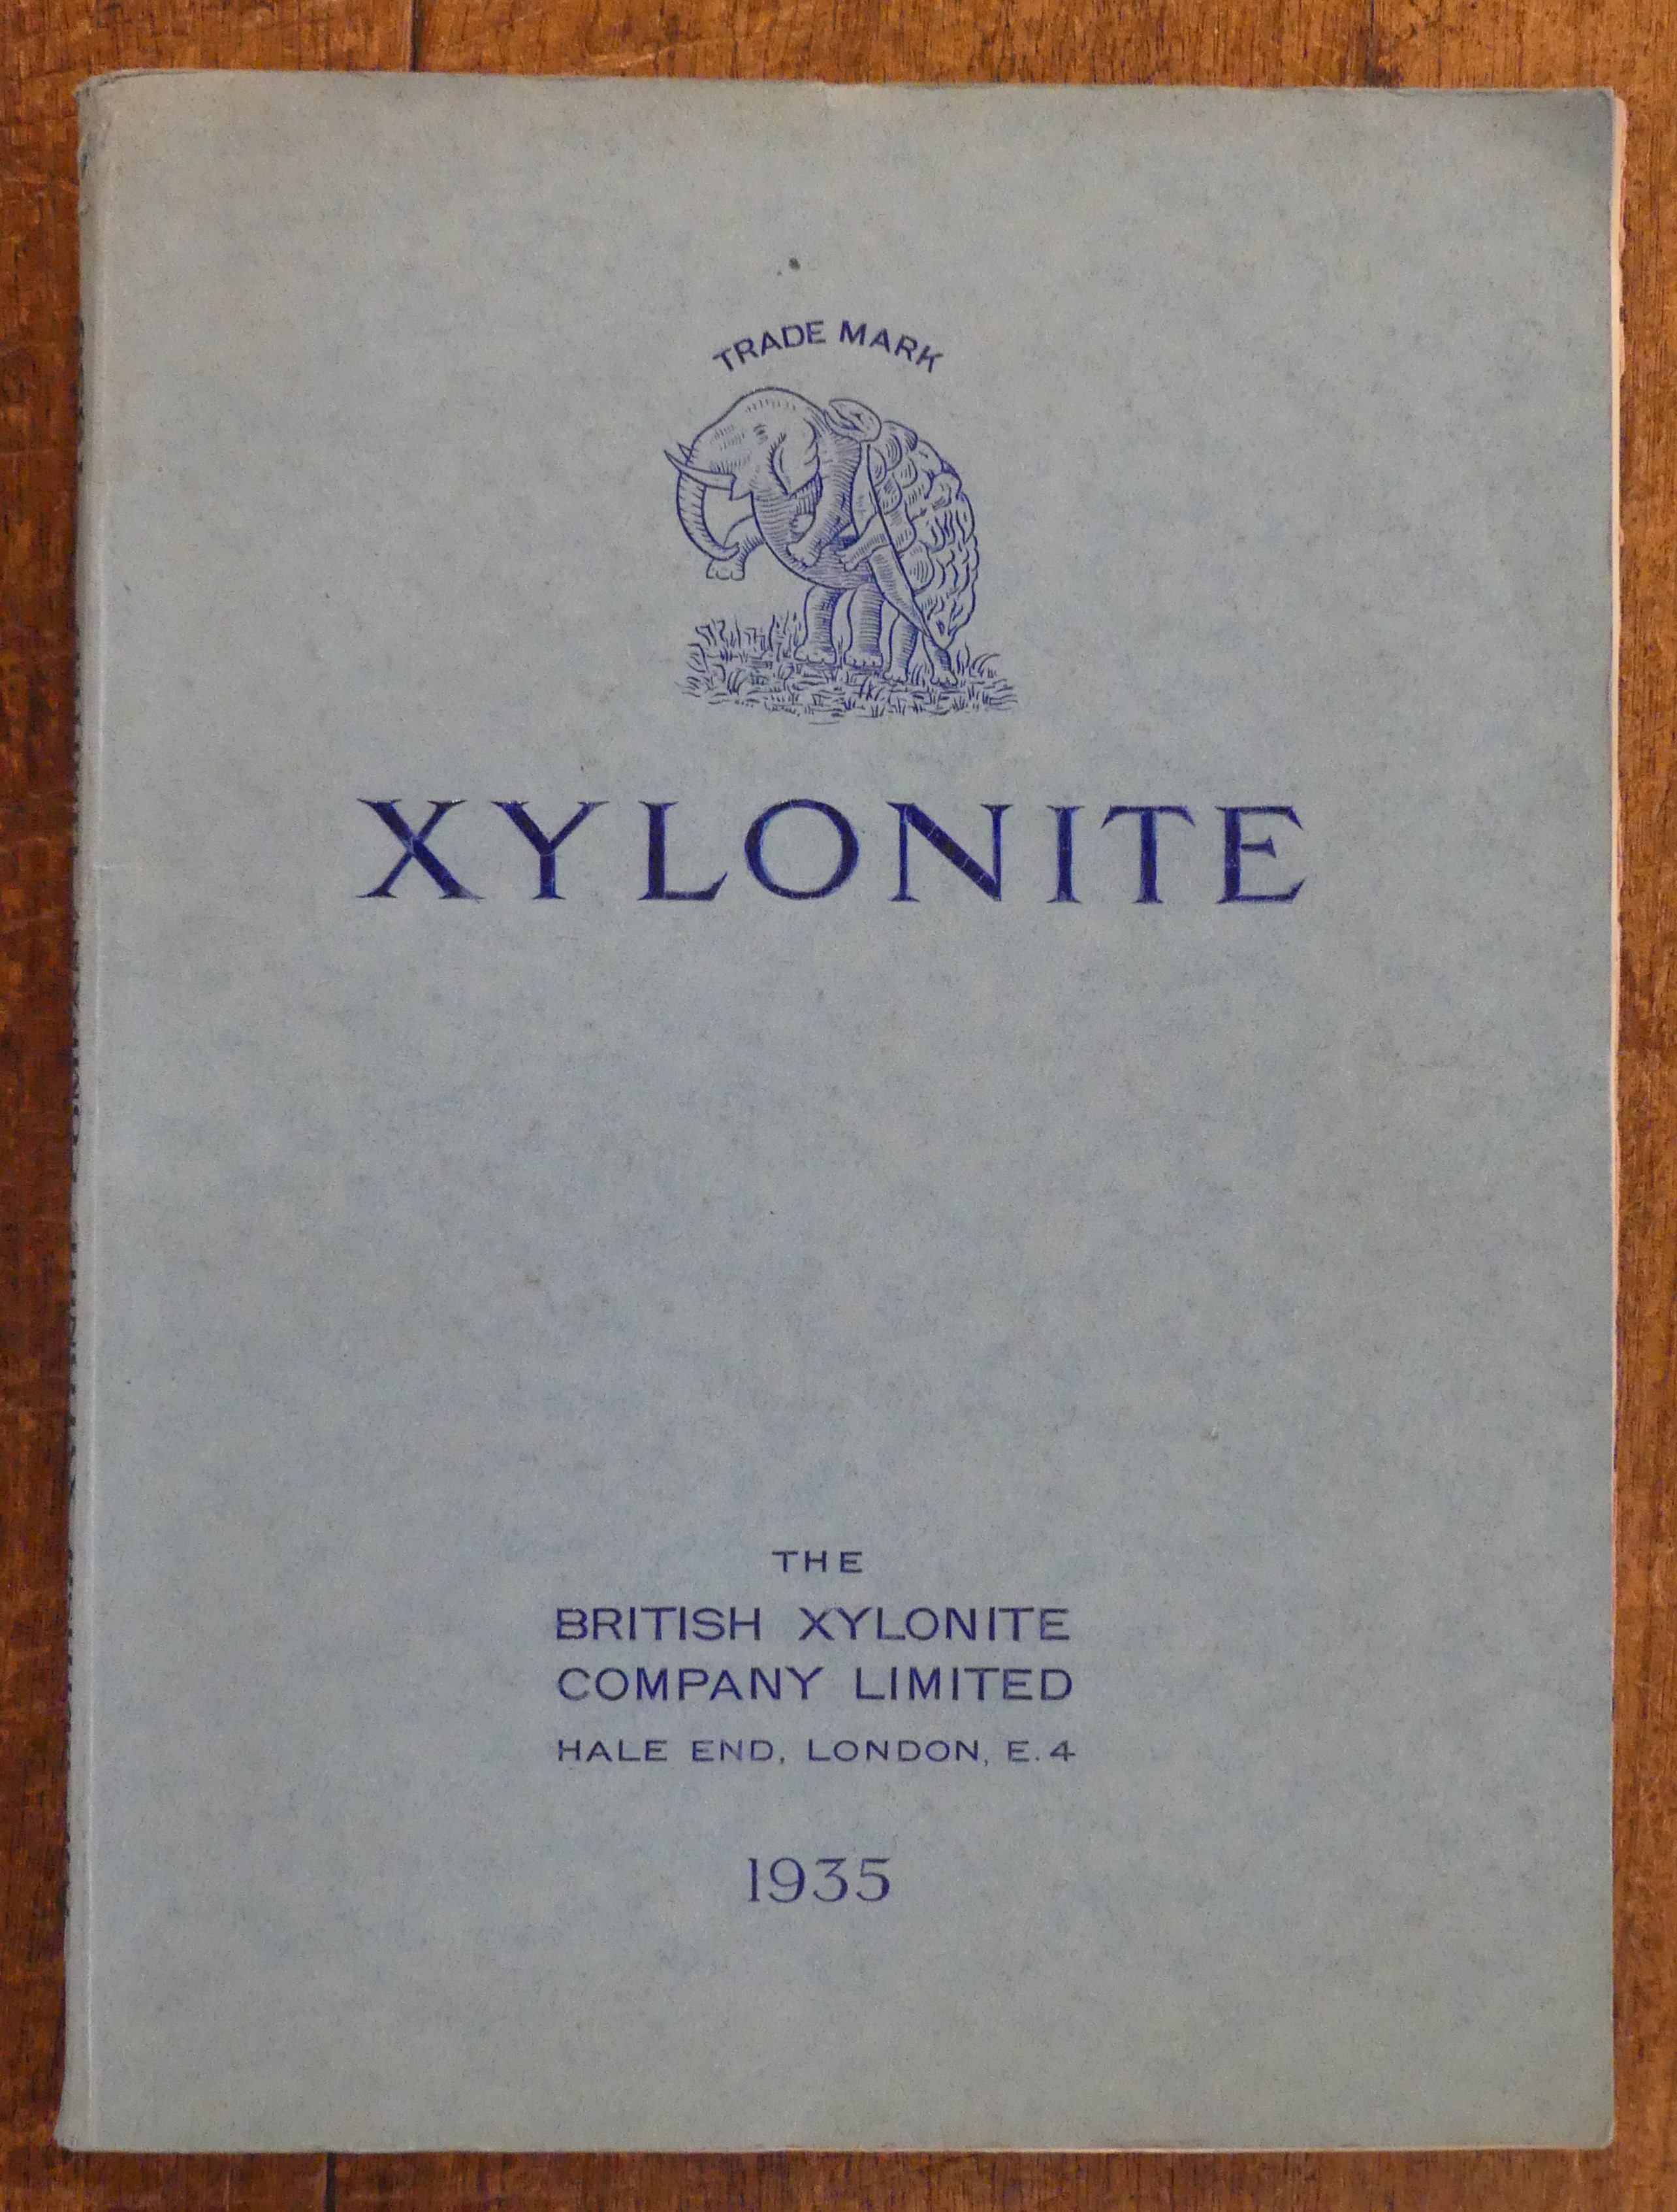 TRADE MARK
XYLONITE
THE
BRITISH XYLONITE
COMPANY LIMITED
HALE END, LONDON, E.4
1935